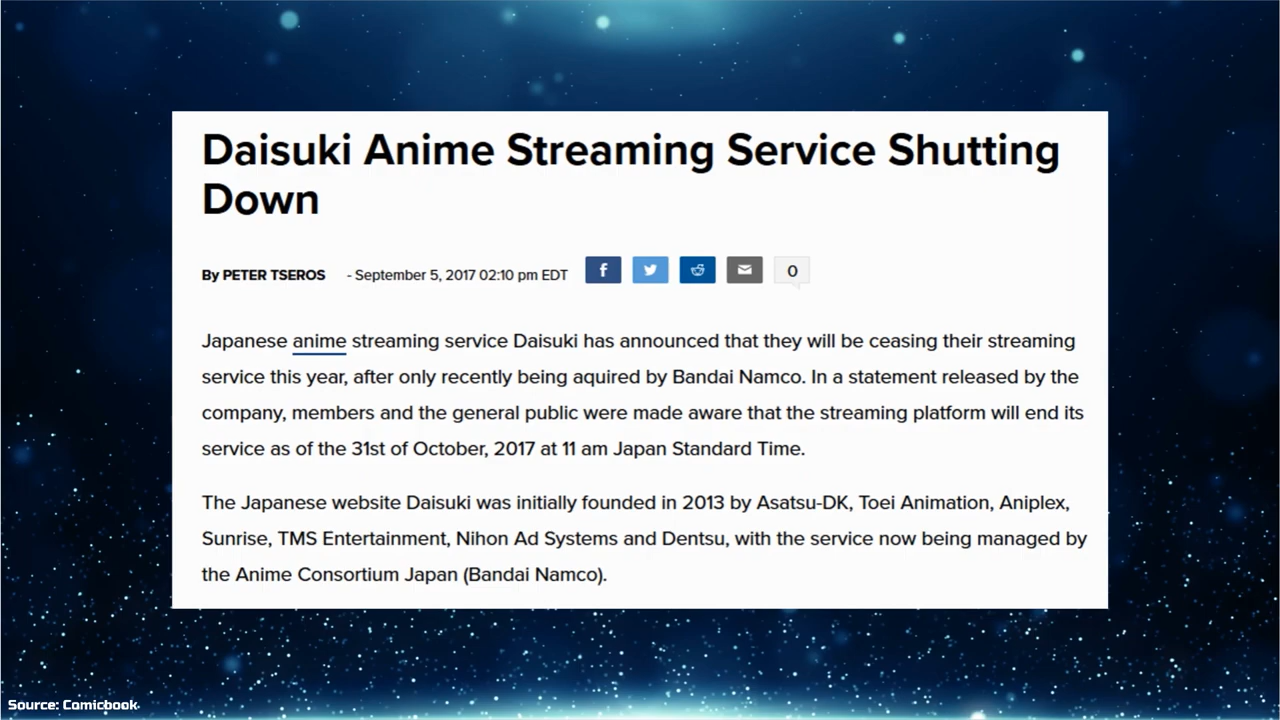 Daisuki Anime Streaming Service Shutting
Down
By PETER TSEROS - September 5, 2017 02:10 pm EDT f 0
Japanese anime streaming service Daisuki has announced that they will be ceasing their streaming
service this year, after only recently being aquired by Bandai Namco. In a statement released by the
company, members and the general public were made aware that the streaming platform will end its
service as of the 31st of October, 2017 at 11 am Japan Standard Time.
The Japanese website Daisuki was initially founded in 2013 by Asatsu-DK, Toei Animation, Aniplex,
Sunrise, TMS Entertainment, Nihon Ad Systems and Dentsu, with the service now being managed by
the Anime Consortium Japan (Bandai Namco).
Source: Comicbook